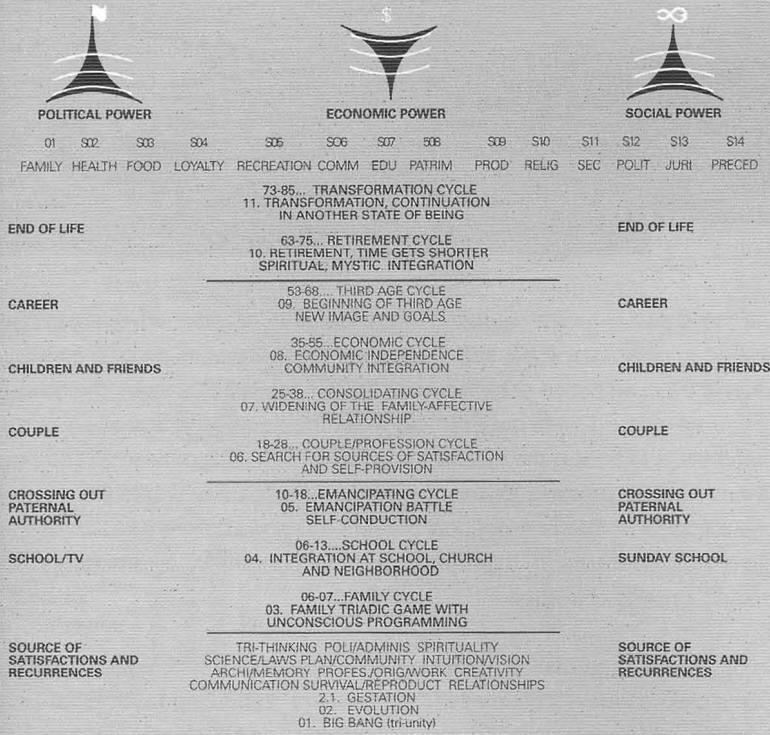 $
POLITICAL POWER
ECONOMIC POWER
SOCIAL POWER
01 S02 S03 S04 S05 S06 S07 508 S09 S10 S11 S12 S13 S14
FAMILY HEALTH FOOD LOYALTY RECREATION COMM EDU PATRIM PROD RELIG SEC POLIT JURI PRECED
73-85... TRANSFORMATION CYCLE
11. TRANSFORMATION, CONTINUATION
IN ANOTHER STATE OF BEING
END OF LIFE
END OF LIFE
63-75... RETIREMENT CYCLE
10. RETIREMENT, TIME GETS SHORTER
SPIRITUAL, MYSTIC INTEGRATION
53-68.... THIRD AGE CYCLE
CAREER
09. BEGINNING OF THIRD AGE
CAREER
NEW IMAGE AND GOALS
35-55...ECONOMIC CYCLE
08. ECONOMIC INDEPENDENCE
COMMUNITY INTEGRATION
CHILDREN AND FRIENDS
CHILDREN AND FRIENDS
25-38... CONSOLIDATING CYCLE
07. WIDENING OF THE FAMILY-AFFECTIVE
RELATIONSHIP
COUPLE
COUPLE
18-28... COUPLE/PROFESSION CYCLE
06. SEARCH FOR SOURCES OF SATISFACTION
AND SELF-PROVISION
CROSSING OUT
PATERNAL
AUTHORITY
10-18...EMANCIPATING CYCLE
05. EMANCIPATION BATTLE
SELF-CONDUCTION
CROSSING OUT
PATERNAL
AUTHORITY
SCHOOL/TV
06-13....SCHOOL CYCLE
04. INTEGRATION AT SCHOOL, CHURCH
AND NEIGHBORHOOD
SUNDAY SCHOOL
06-07...FAMILY CYCLE
03. FAMILY TRIADIC GAME WITH
UNCONSCIOUS PROGRAMMING
SOURCE OF
SATISFACTIONS AND
RECURRENCES
TRI-THINKING POLI/ADMINIS SPIRITUALITY
SCIENCE/LAWS PLAN/COMMUNITY INTUITION/VISION
ARCHI/MEMORY PROFES./ORIG/WORK CREATIVITY
COMMUNICATION SURVIVAL/REPRODUCT RELATIONSHIPS
2.1. GESTATION
02. EVOLUTION
01. BIG BANG (tri-unity)
SOURCE OF
SATISFACTIONS AND
RECURRENCES